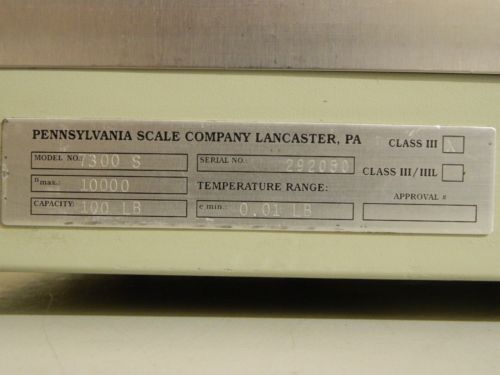 PENNSYLVANIA SCALE COMPANY LANCASTER, PA
CLASS III
MODEL NO.: 7300 S
SERIAL NO.: 292050
CLASS III/IIIL
n max.: 10000
TEMPERATURE RANGE:
APPROVAL #
CAPACITY: 100 LB
e min.: 0.01 LB